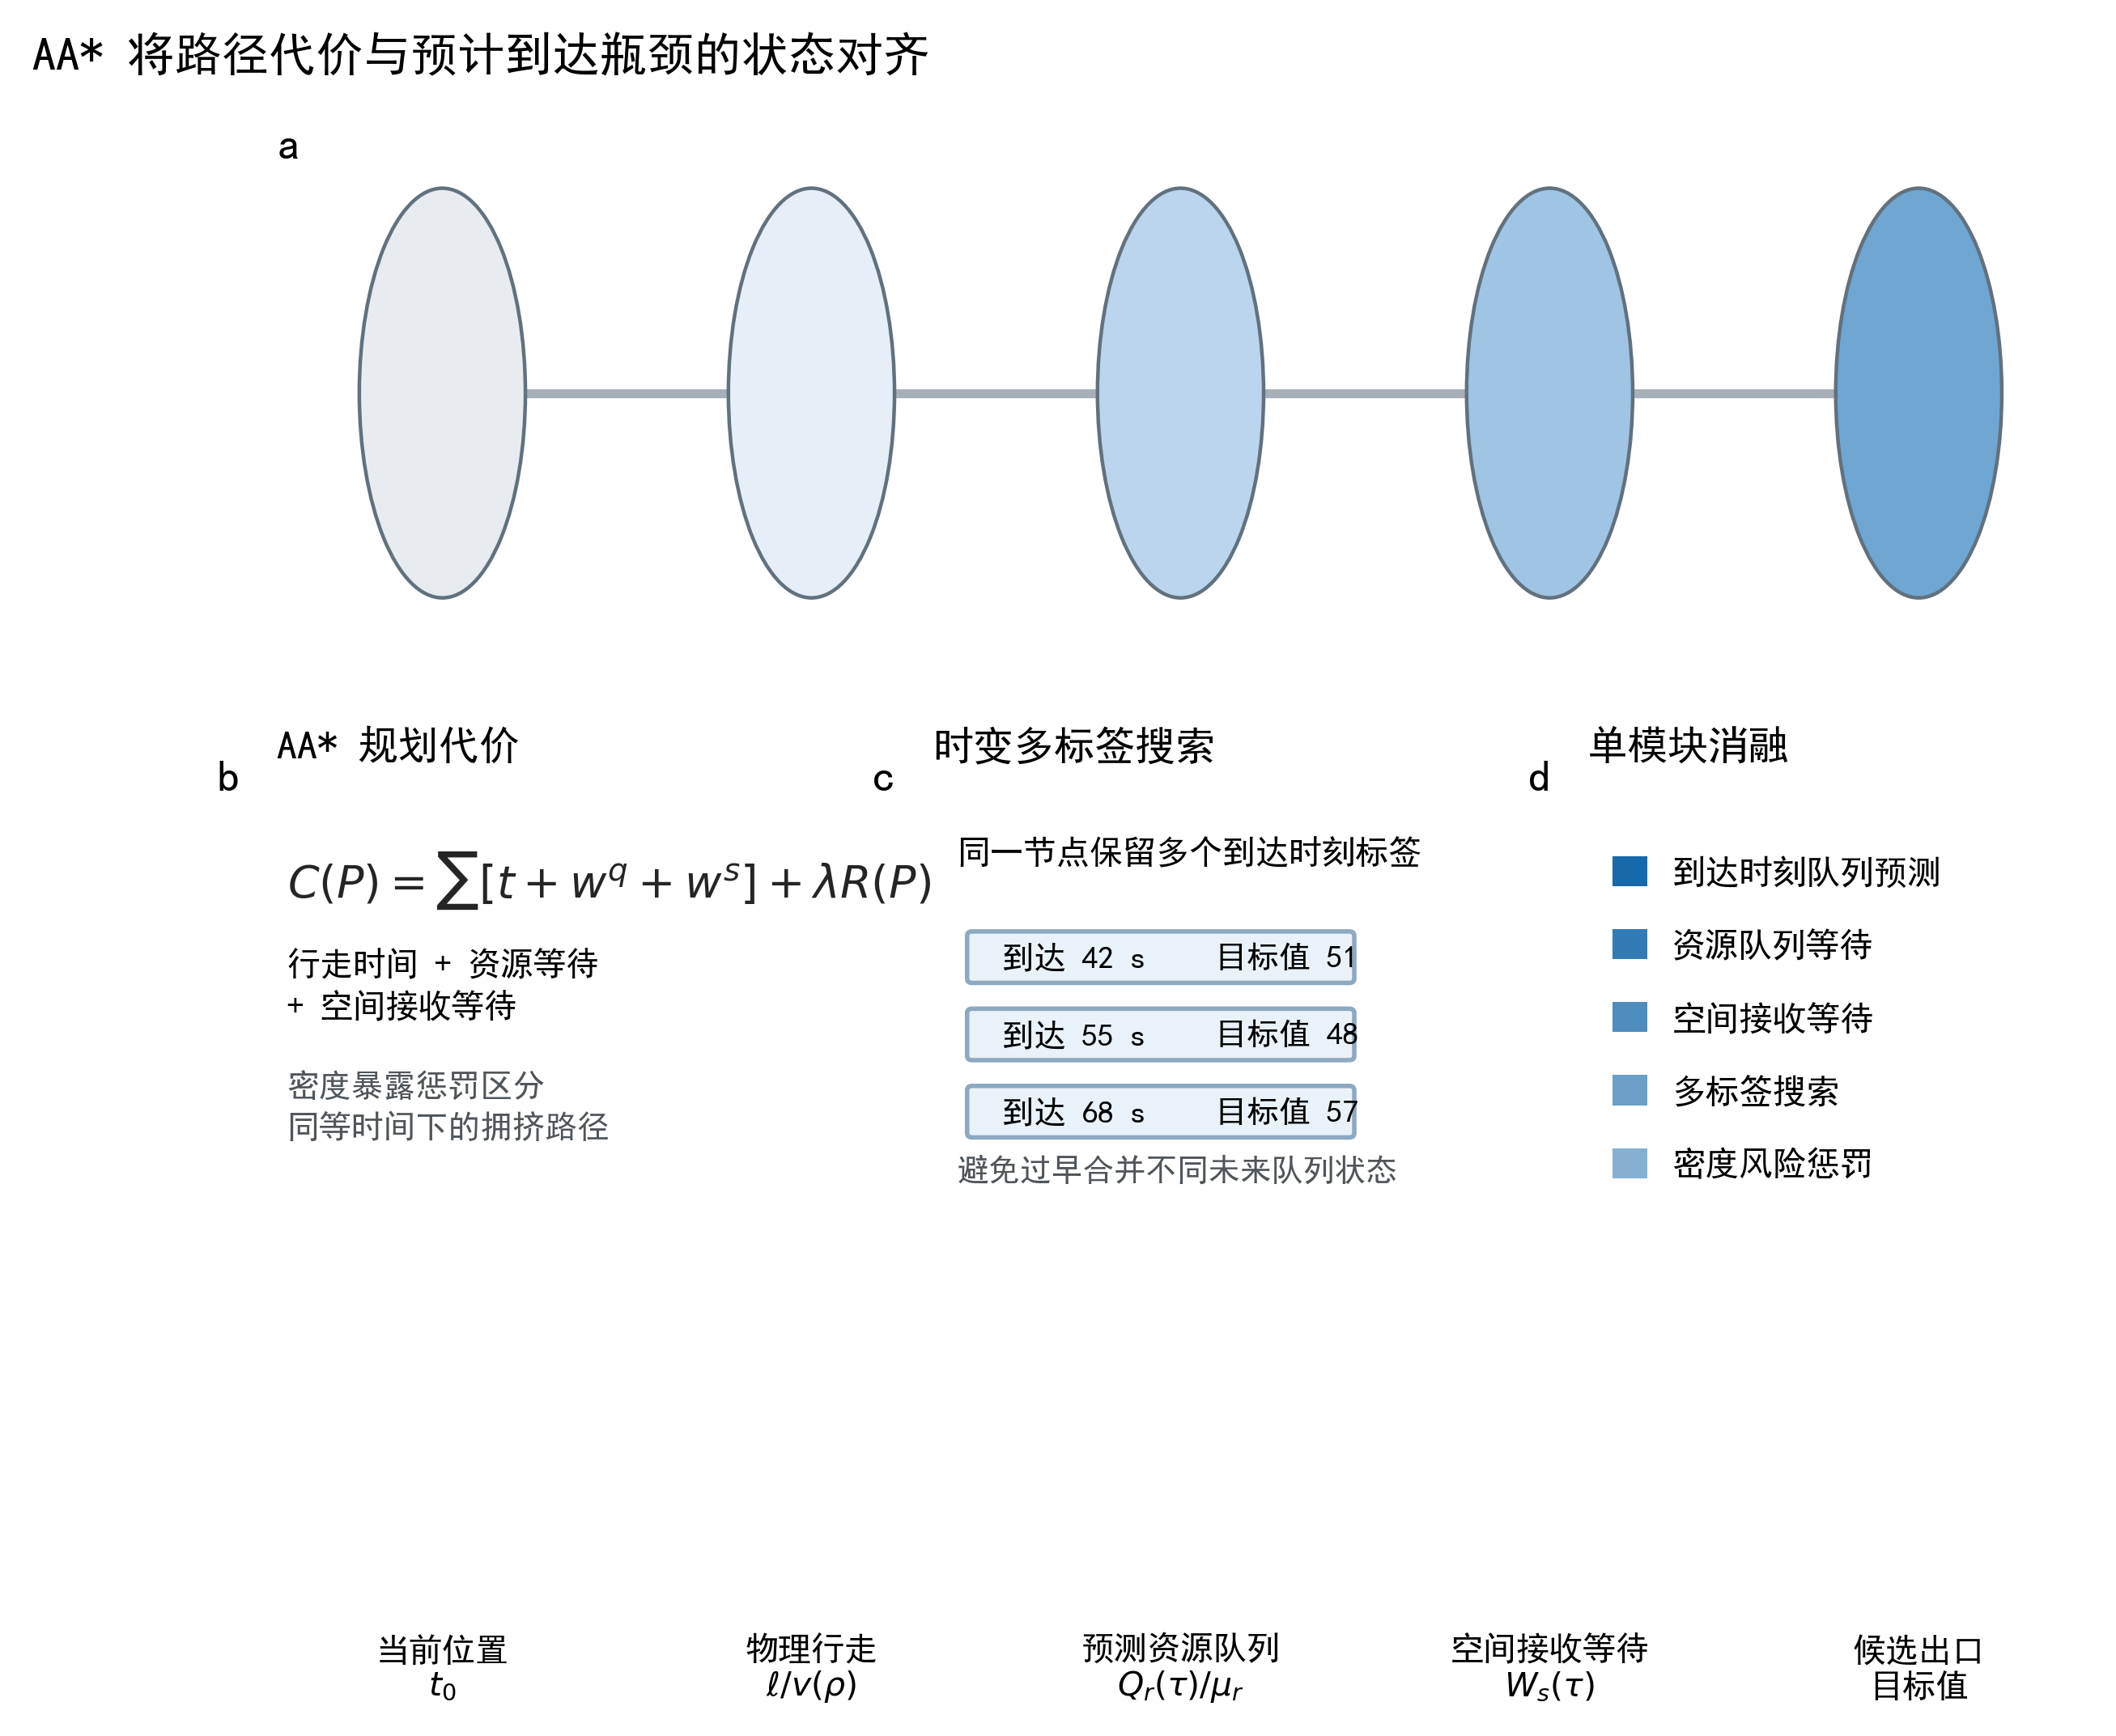 AA* 将路径代价与预计到达瓶颈的状态对齐
a
b
AA* 规划代价
C(P) = ∑[t + w^q + w^s] + λR(P)
行走时间 + 资源等待
+ 空间接收等待
密度暴露惩罚区分
同等时间下的拥挤路径
c
时变多标签搜索
同一节点保留多个到达时刻标签
到达 42 s 目标值 51
到达 55 s 目标值 48
到达 68 s 目标值 57
避免过早合并不同未来队列状态
d
单模块消融
到达时刻队列预测
资源队列等待
空间接收等待
多标签搜索
密度风险惩罚
当前位置
t₀
物理行走
ℓ/v(ρ)
预测资源队列
Qᵣ(τ)/μᵣ
空间接收等待
Wₛ(τ)
候选出口
目标值